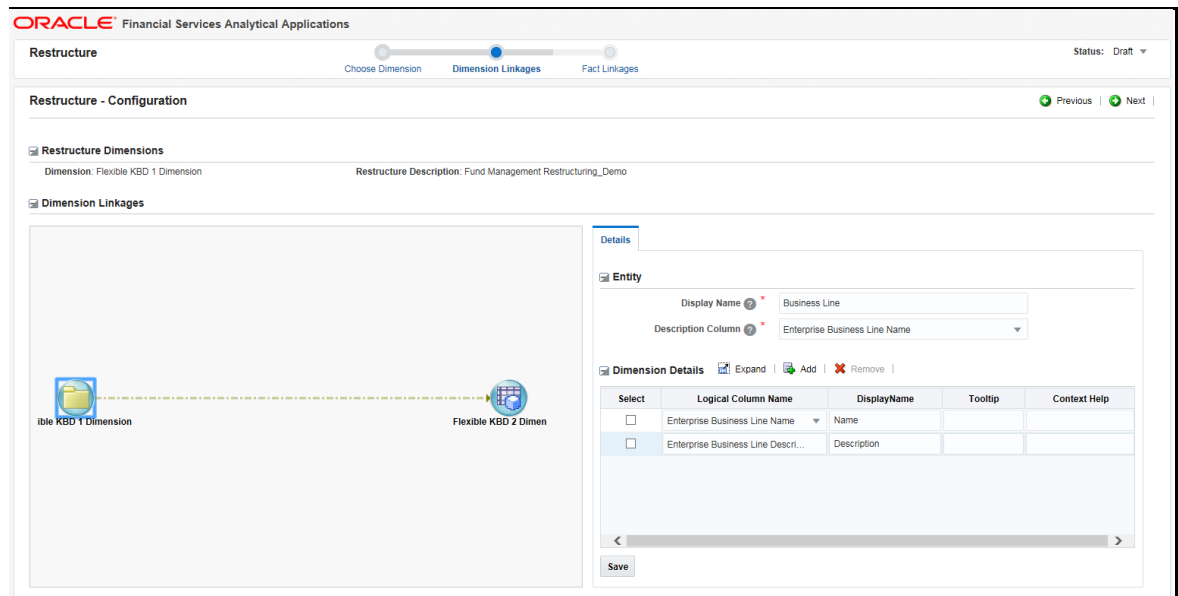 ORACLE Financial Services Analytical Applications
Restructure
Choose Dimension Dimension Linkages Fact Linkages
Status: Draft
Restructure - Configuration
Previous | Next |
Restructure Dimensions
Dimension: Flexible KBD 1 Dimension Restructure Description: Fund Management Restructuring_Demo
Dimension Linkages
Details
Entity
Display Name ? * Business Line
Description Column ? * Enterprise Business Line Name
Dimension Details Expand | Add | Remove |
Select Logical Column Name DisplayName Tooltip Context Help
Enterprise Business Line Name Name
Enterprise Business Line Descri... Description
ible KBD 1 Dimension Flexible KBD 2 Dimen
Save